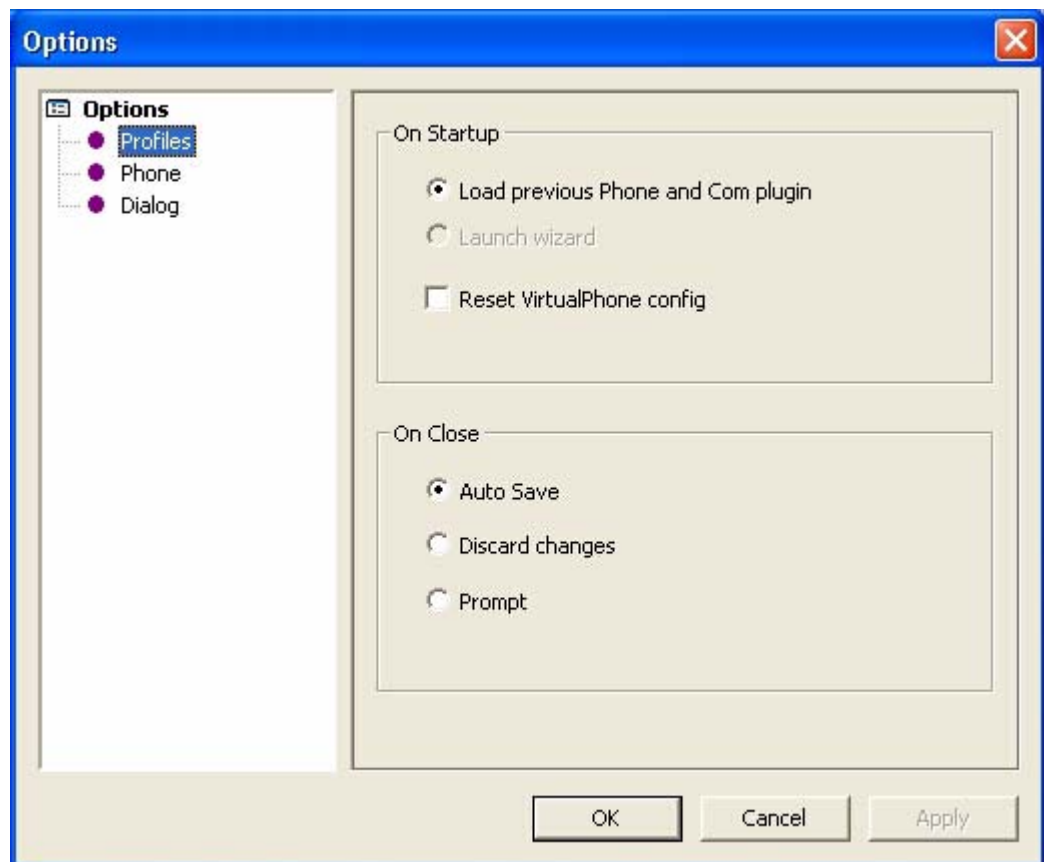 Options
Options
Profiles
Phone
Dialog
On Startup
Load previous Phone and Com plugin
Launch wizard
Reset VirtualPhone config
On Close
Auto Save
Discard changes
Prompt
OK Cancel Apply